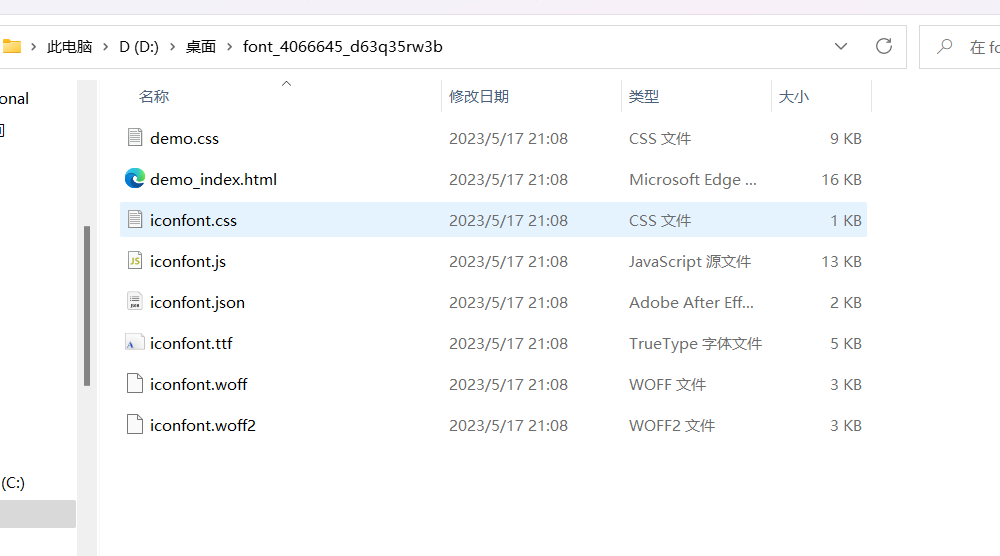 此电脑 > D (D:) > 桌面 > font_4066645_d63q35rw3b
在 fo
onal
名称 修改日期 类型 大小
demo.css 2023/5/17 21:08 CSS 文件 9 KB
demo_index.html 2023/5/17 21:08 Microsoft Edge ... 16 KB
iconfont.css 2023/5/17 21:08 CSS 文件 1 KB
iconfont.js 2023/5/17 21:08 JavaScript 源文件 13 KB
iconfont.json 2023/5/17 21:08 Adobe After Eff... 2 KB
iconfont.ttf 2023/5/17 21:08 TrueType 字体文件 5 KB
iconfont.woff 2023/5/17 21:08 WOFF 文件 3 KB
iconfont.woff2 2023/5/17 21:08 WOFF2 文件 3 KB
(C:)